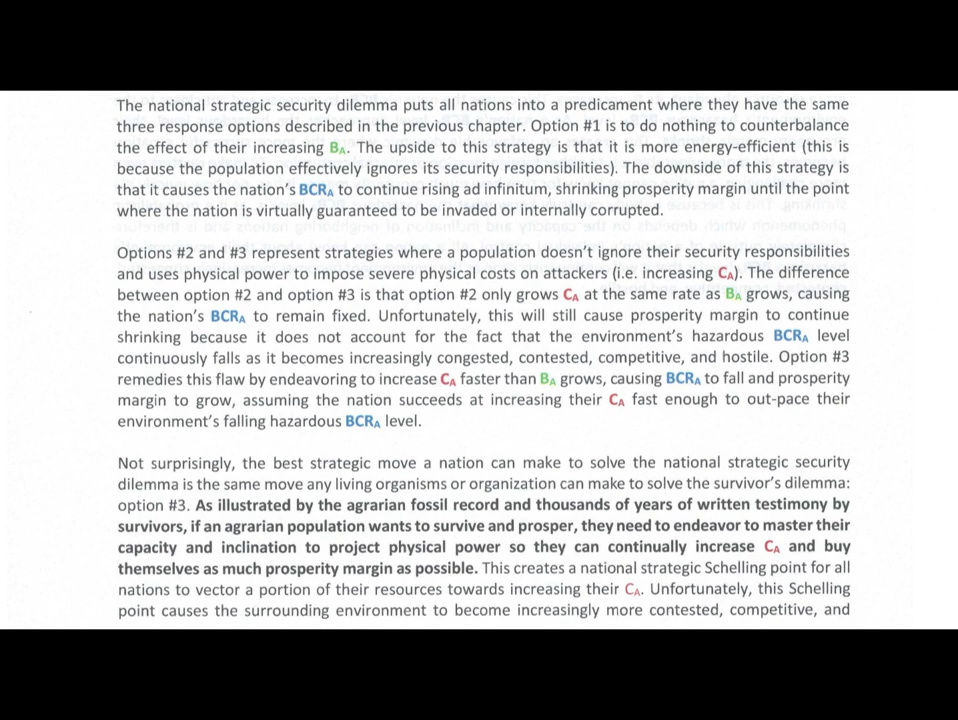 The national strategic security dilemma puts all nations into a predicament where they have the same
three response options described in the previous chapter. Option #1 is to do nothing to counterbalance
the effect of their increasing BA. The upside to this strategy is that it is more energy-efficient (this is
because the population effectively ignores its security responsibilities). The downside of this strategy is
that it causes the nation's BCRA to continue rising ad infinitum, shrinking prosperity margin until the point
where the nation is virtually guaranteed to be invaded or internally corrupted.
Options #2 and #3 represent strategies where a population doesn't ignore their security responsibilities
and uses physical power to impose severe physical costs on attackers (i.e. increasing CA). The difference
between option #2 and option #3 is that option #2 only grows CA at the same rate as BA grows, causing
the nation's BCRA to remain fixed. Unfortunately, this will still cause prosperity margin to continue
shrinking because it does not account for the fact that the environment's hazardous BCRA level
continuously falls as it becomes increasingly congested, contested, competitive, and hostile. Option #3
remedies this flaw by endeavoring to increase CA faster than BA grows, causing BCRA to fall and prosperity
margin to grow, assuming the nation succeeds at increasing their CA fast enough to out-pace their
environment's falling hazardous BCRA level.
Not surprisingly, the best strategic move a nation can make to solve the national strategic security
dilemma is the same move any living organisms or organization can make to solve the survivor's dilemma:
option #3. As illustrated by the agrarian fossil record and thousands of years of written testimony by
survivors, if an agrarian population wants to survive and prosper, they need to endeavor to master their
capacity and inclination to project physical power so they can continually increase CA and buy
themselves as much prosperity margin as possible. This creates a national strategic Schelling point for all
nations to vector a portion of their resources towards increasing their CA. Unfortunately, this Schelling
point causes the surrounding environment to become increasingly more contested, competitive, and